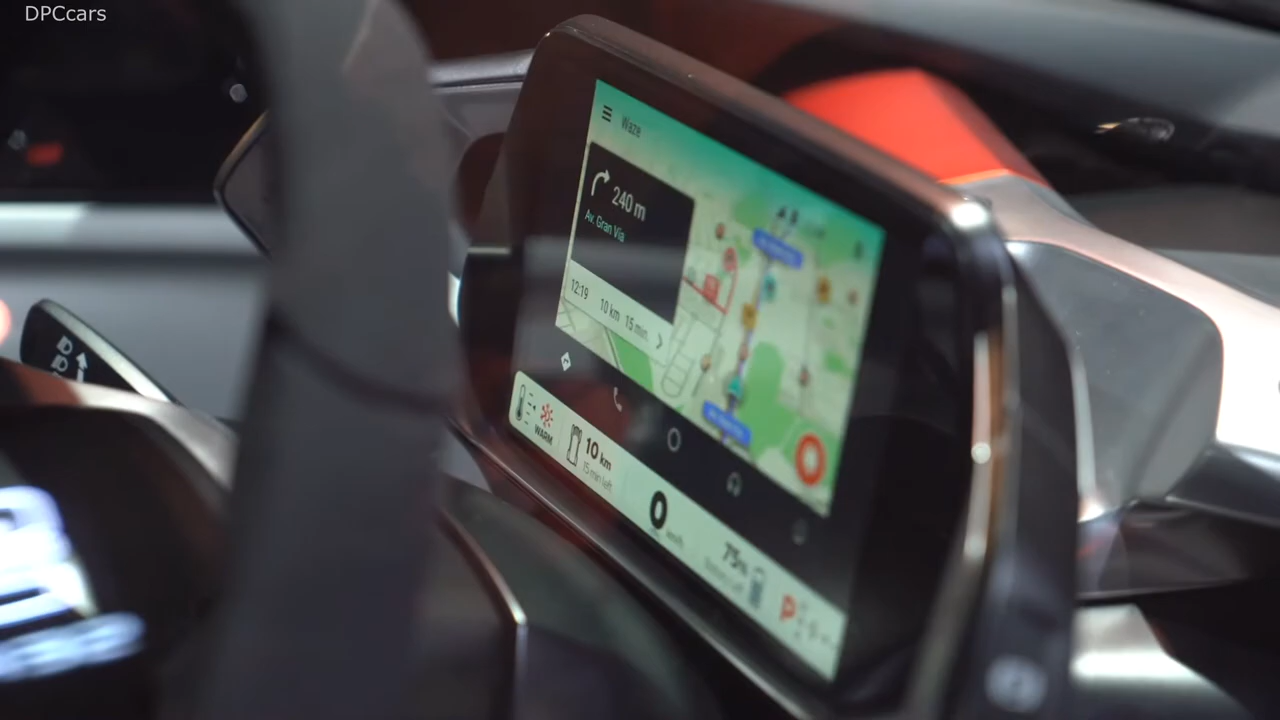 DPCcars
Waze
240 m
Av. Gran Via
12:19 10 km 15 min.
WARM
10 km
15 min left
0
km/h
75%
P